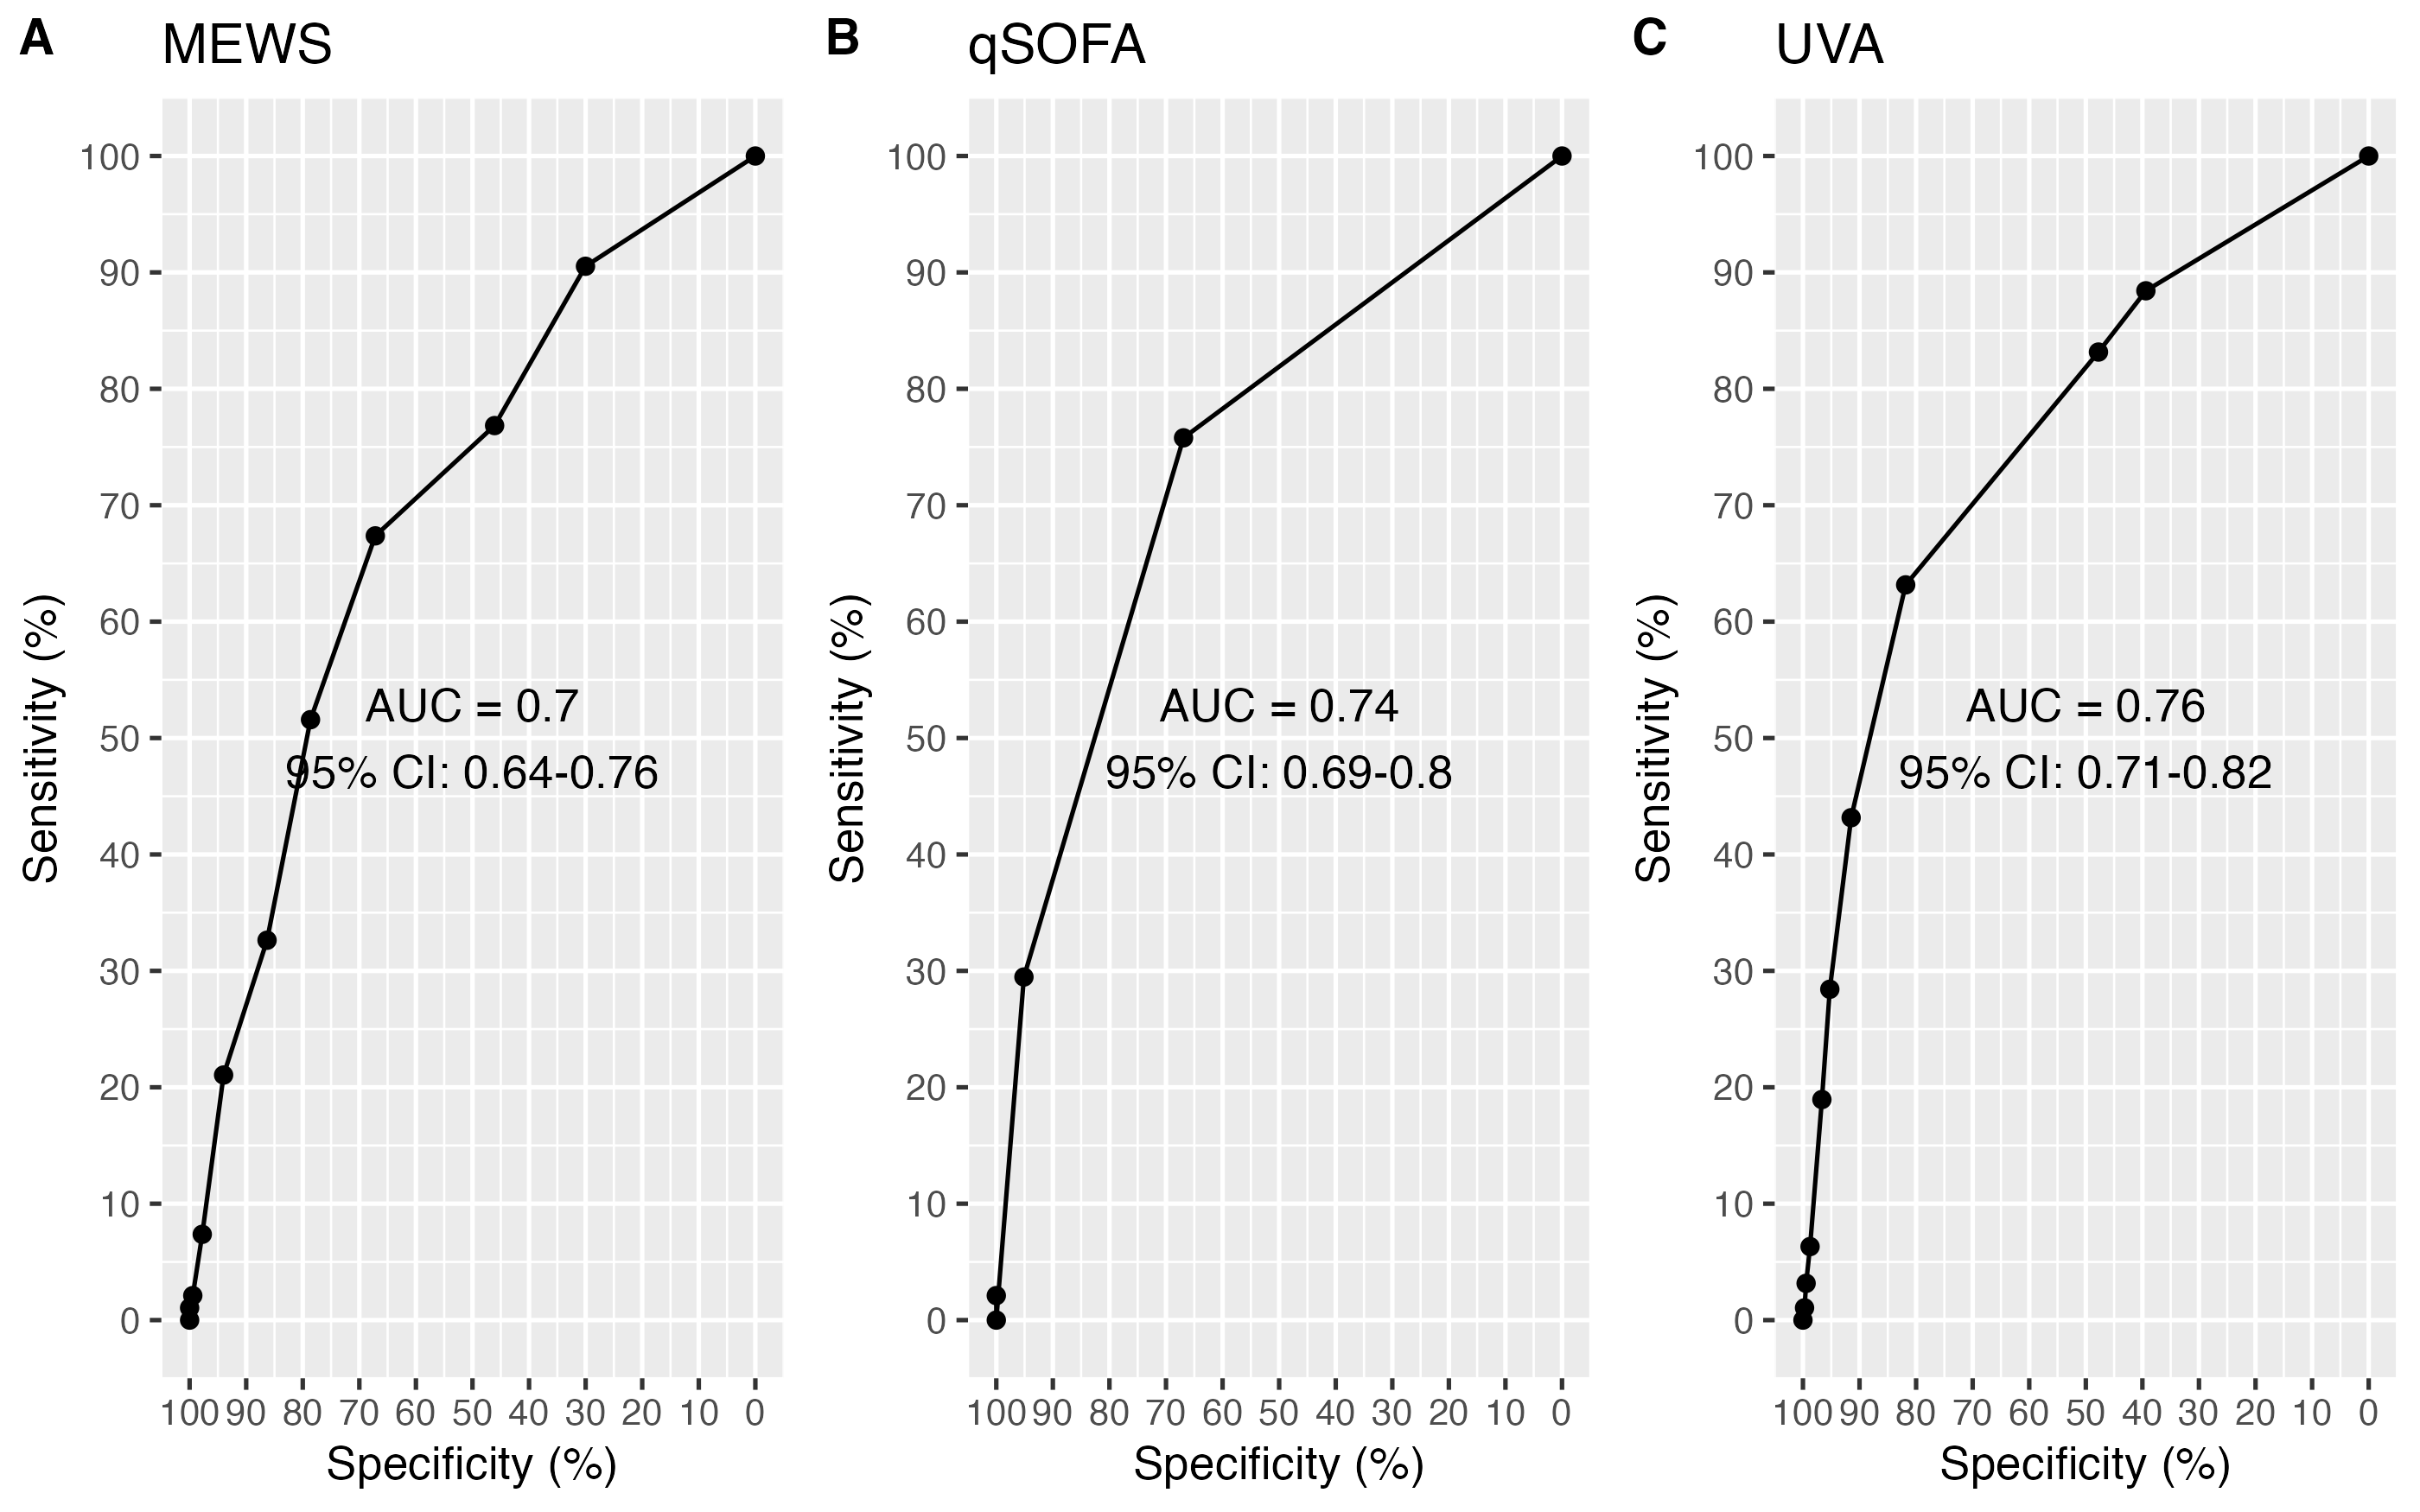 A MEWS
100
90
80
70
60
50
40
30
20
10
0
Sensitivity (%)
AUC = 0.7
95% CI: 0.64-0.76
100 90 80 70 60 50 40 30 20 10 0
Specificity (%)
B qSOFA
100
90
80
70
60
50
40
30
20
10
0
Sensitivity (%)
AUC = 0.74
95% CI: 0.69-0.8
100 90 80 70 60 50 40 30 20 10 0
Specificity (%)
C UVA
100
90
80
70
60
50
40
30
20
10
0
Sensitivity (%)
AUC = 0.76
95% CI: 0.71-0.82
100 90 80 70 60 50 40 30 20 10 0
Specificity (%)